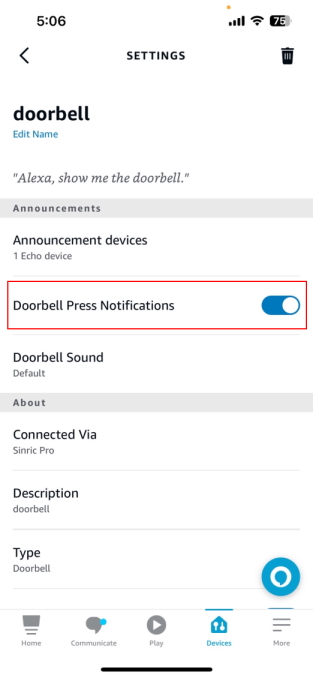 5:06
75
SETTINGS
doorbell
Edit Name
"Alexa, show me the doorbell."
Announcements
Announcement devices
1 Echo device
Doorbell Press Notifications
Doorbell Sound
Default
About
Connected Via
Sinric Pro
Description
doorbell
Type
Doorbell
Home Communicate Play Devices More